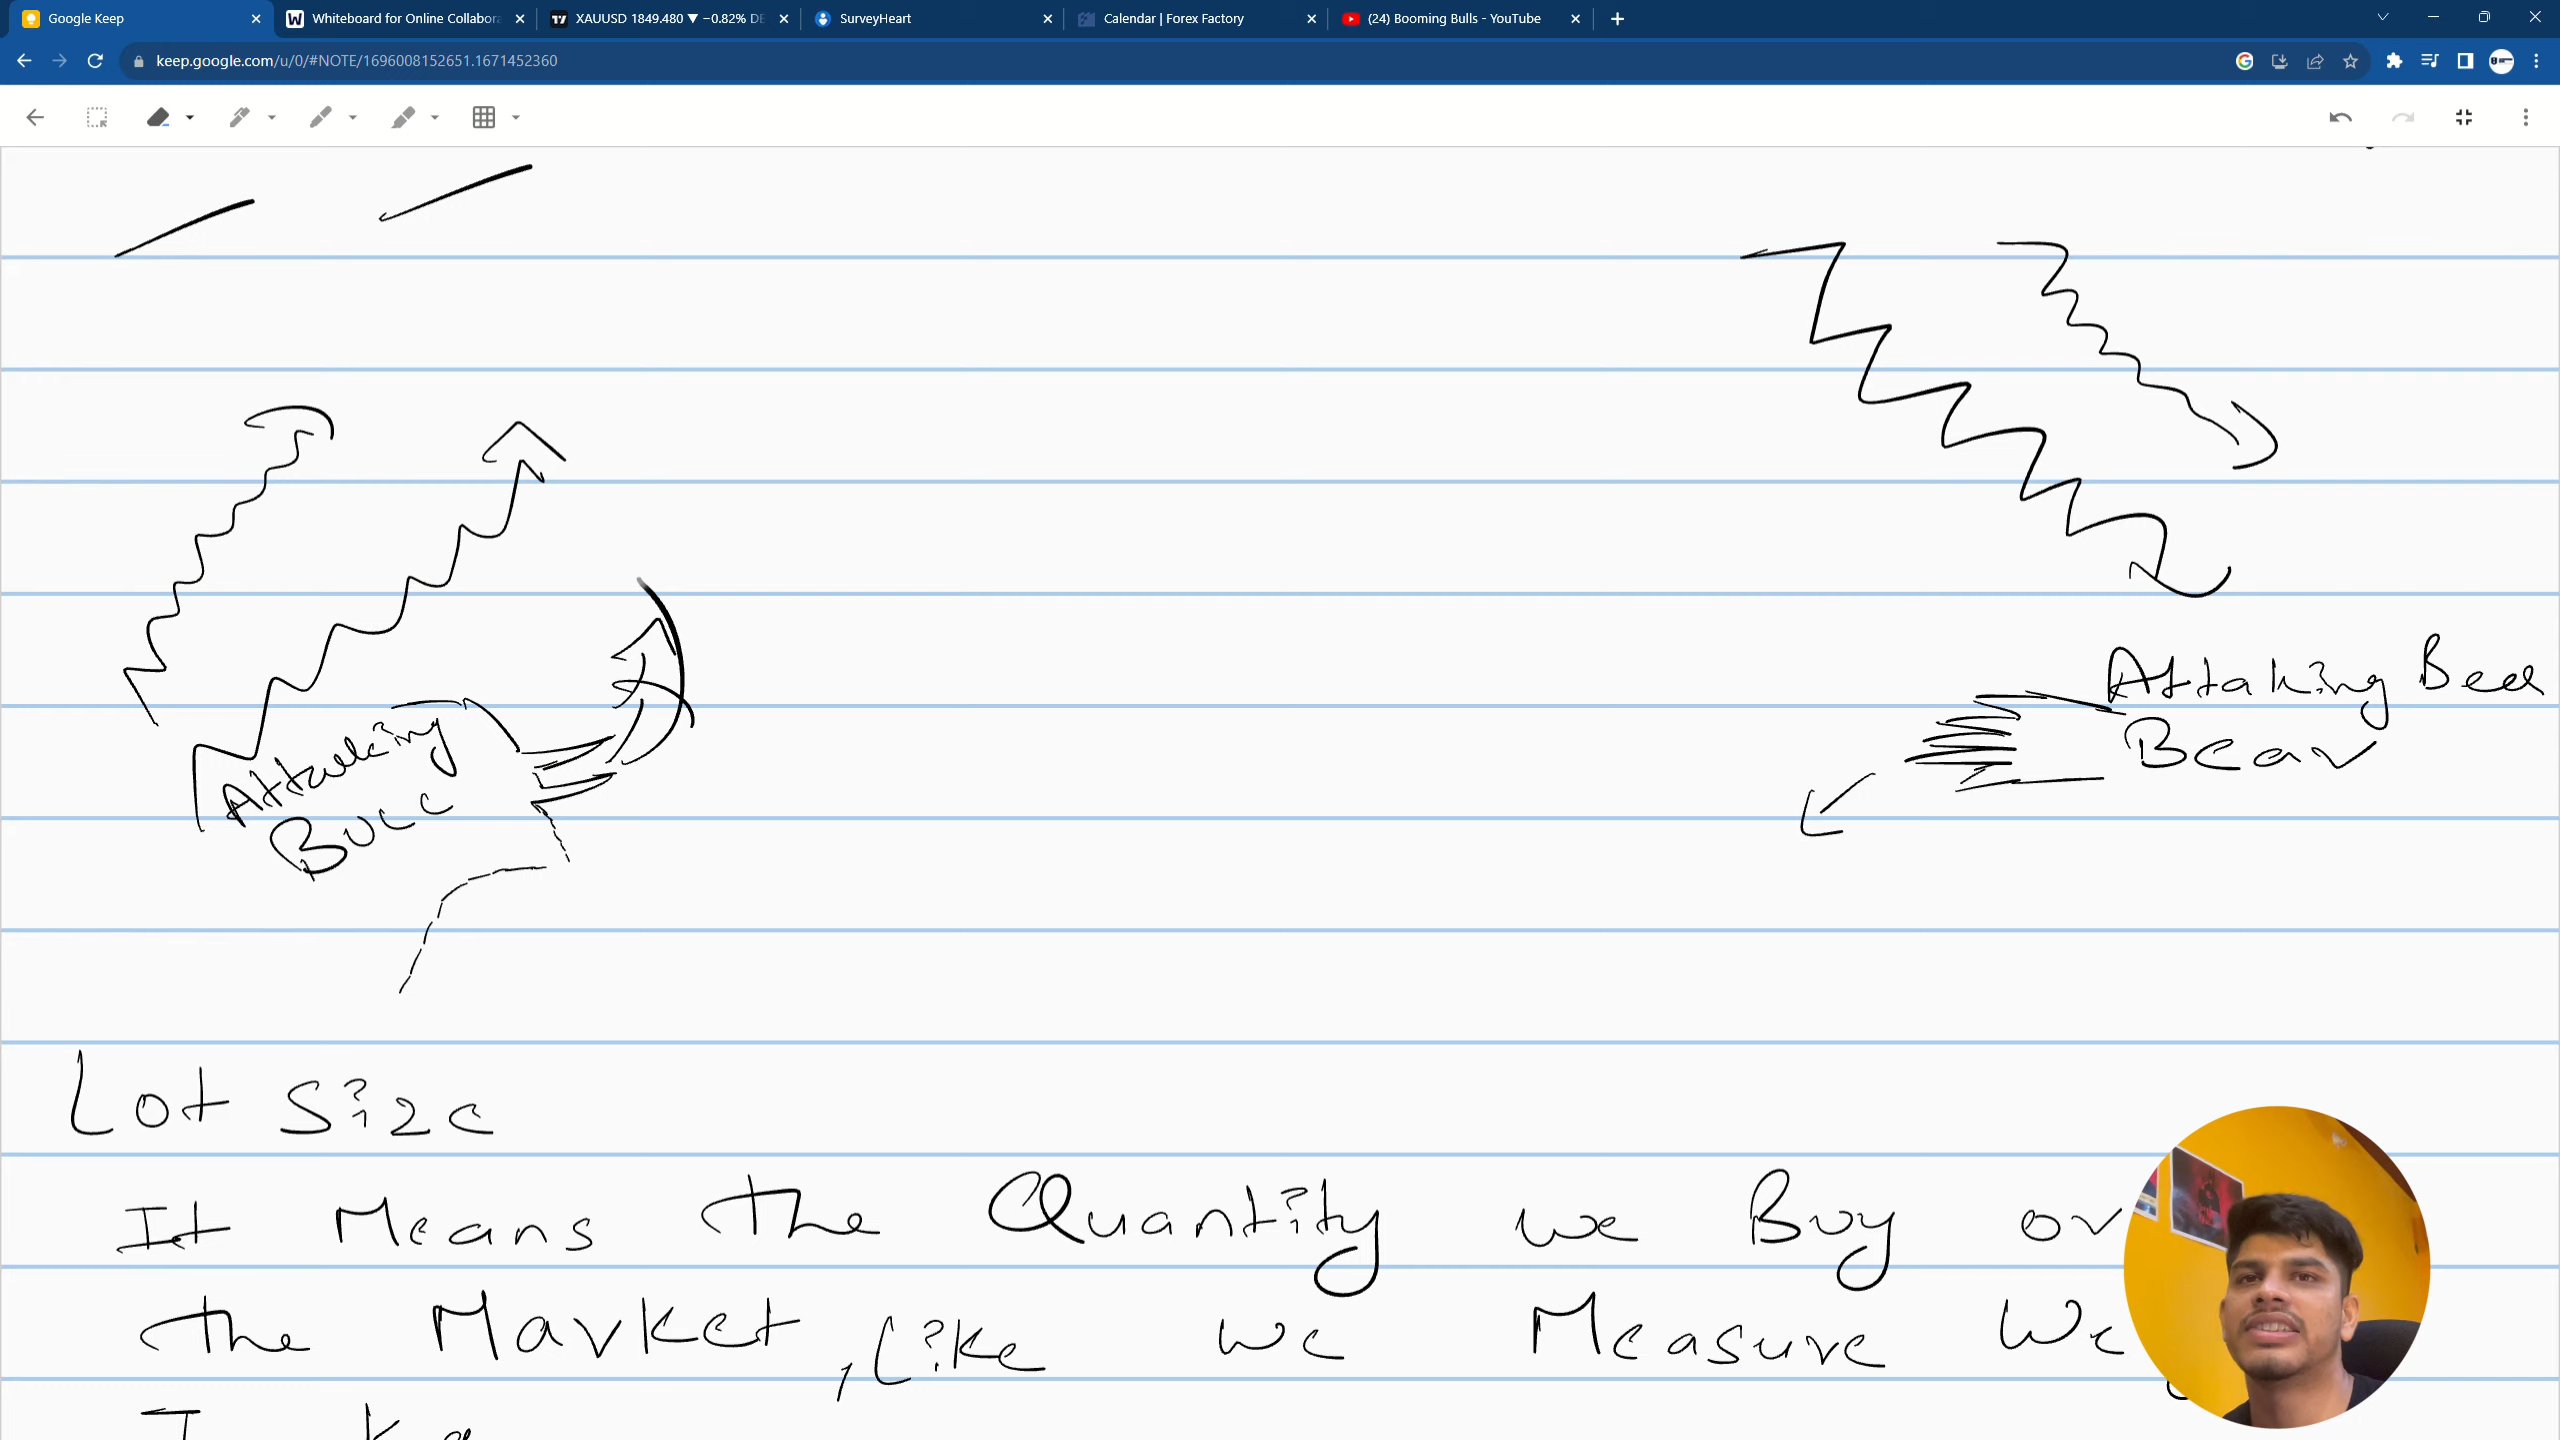 Google Keep
Whiteboard for Online Collabora
XAUUSD 1849.480 ▼ −0.82% DE
SurveyHeart
Calendar | Forex Factory
(24) Booming Bulls - YouTube
keep.google.com/u/0/#NOTE/1696008152651.1671452360
Attaking
Bear
Attaking
Bull
Lot Size
It Means the Quantity we Buy or
the Market, Like we Measure We